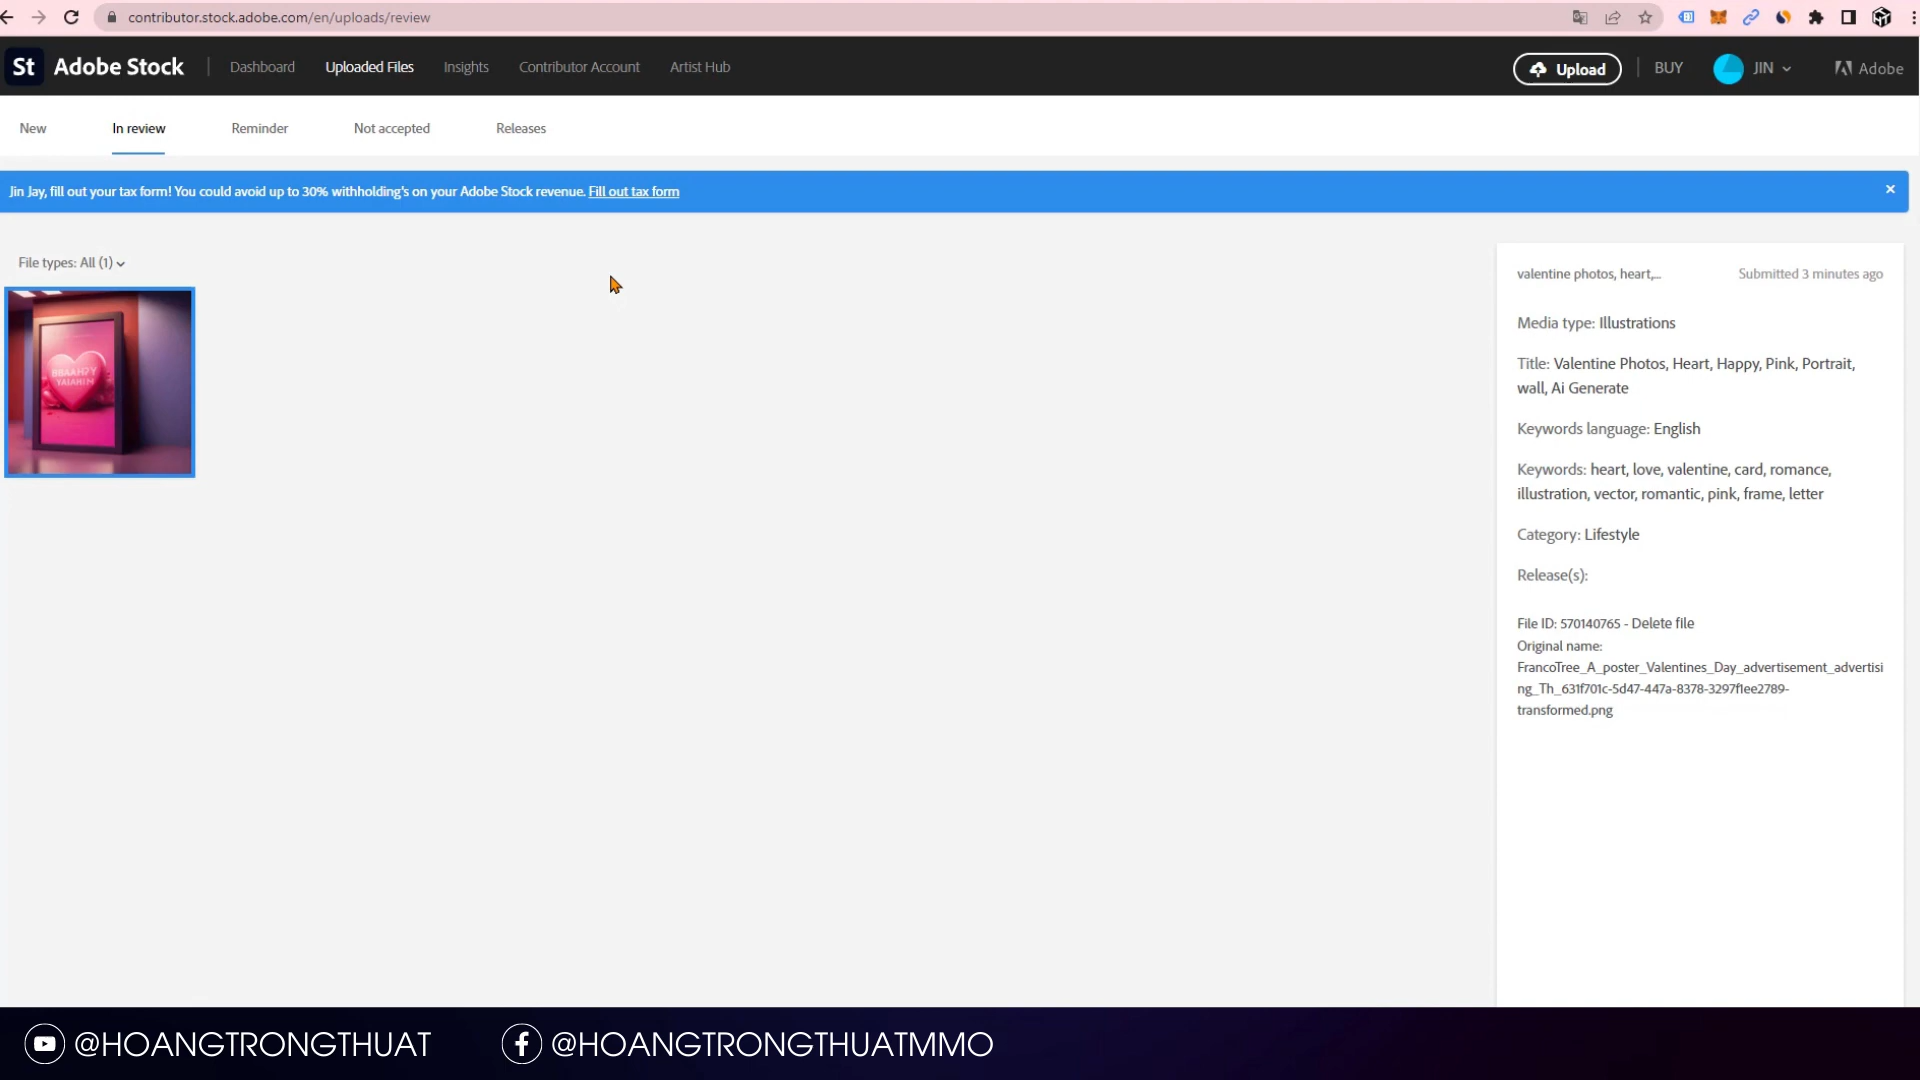 contributor.stock.adobe.com/en/uploads/review
St Adobe Stock Dashboard Uploaded Files Insights Contributor Account Artist Hub Upload BUY JIN Adobe
New In review Reminder Not accepted Releases
Jin Jay, fill out your tax form! You could avoid up to 30% withholding's on your Adobe Stock revenue. Fill out tax form
File types: All (1)
valentine photos, heart,... Submitted 3 minutes ago
Media type: Illustrations
Title: Valentine Photos, Heart, Happy, Pink, Portrait,
wall, Ai Generate
Keywords language: English
Keywords: heart, love, valentine, card, romance,
illustration, vector, romantic, pink, frame, letter
Category: Lifestyle
Release(s):
File ID: 570140765 - Delete file
Original name:
FrancoTree_A_poster_Valentines_Day_advertisement_advertisi
ng_Th_631f701c-5d47-447a-8378-3297f1ee2789-
transformed.png
@HOANGTRONGTHUAT @HOANGTRONGTHUATMMO